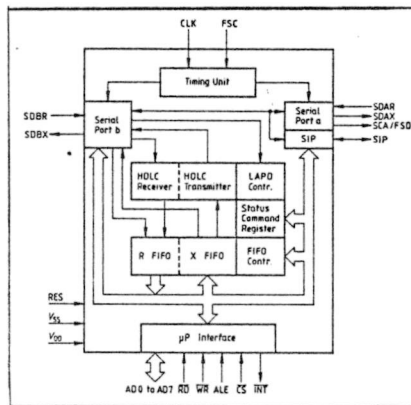 CLK FSC
Timing Unit
Serial Port b
Serial Port a
SDBR
SDBX
SDAR
SDAX
SCA/FSD
SIP
SIP
HDLC Receiver
HDLC Transmitter
LAPD Contr.
Status Command Register
R FIFO
X FIFO
FIFO Contr.
RES
VSS
VDD
µP Interface
AD0 to AD7 RD WR ALE CS INT